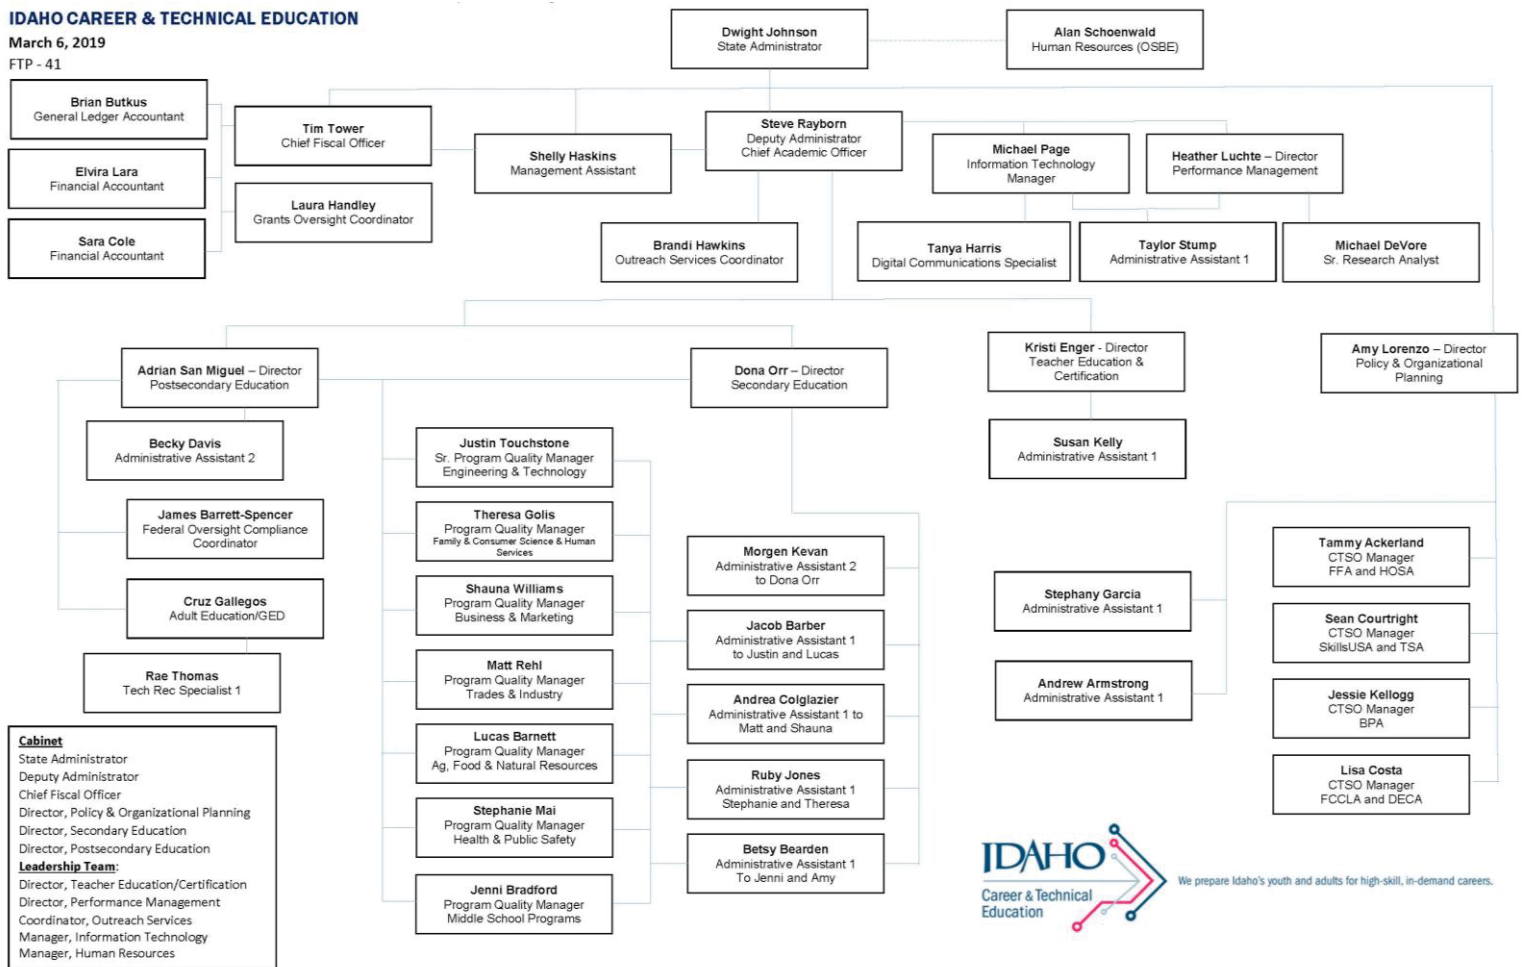 IDAHO CAREER & TECHNICAL EDUCATION
March 6, 2019
FTP - 41
Dwight Johnson
State Administrator
Alan Schoenwald
Human Resources (OSBE)
Brian Butkus
General Ledger Accountant
Elvira Lara
Financial Accountant
Sara Cole
Financial Accountant
Tim Tower
Chief Fiscal Officer
Laura Handley
Grants Oversight Coordinator
Shelly Haskins
Management Assistant
Steve Rayborn
Deputy Administrator
Chief Academic Officer
Michael Page
Information Technology
Manager
Heather Luchte – Director
Performance Management
Brandi Hawkins
Outreach Services Coordinator
Tanya Harris
Digital Communications Specialist
Taylor Stump
Administrative Assistant 1
Michael DeVore
Sr. Research Analyst
Adrian San Miguel – Director
Postsecondary Education
Dona Orr – Director
Secondary Education
Kristi Enger - Director
Teacher Education &
Certification
Amy Lorenzo – Director
Policy & Organizational
Planning
Becky Davis
Administrative Assistant 2
James Barrett-Spencer
Federal Oversight Compliance
Coordinator
Cruz Gallegos
Adult Education/GED
Rae Thomas
Tech Rec Specialist 1
Justin Touchstone
Sr. Program Quality Manager
Engineering & Technology
Theresa Golis
Program Quality Manager
Family & Consumer Science & Human
Services
Shauna Williams
Program Quality Manager
Business & Marketing
Matt Rehl
Program Quality Manager
Trades & Industry
Lucas Barnett
Program Quality Manager
Ag, Food & Natural Resources
Stephanie Mai
Program Quality Manager
Health & Public Safety
Jenni Bradford
Program Quality Manager
Middle School Programs
Morgen Kevan
Administrative Assistant 2
to Dona Orr
Jacob Barber
Administrative Assistant 1
to Justin and Lucas
Andrea Colglazier
Administrative Assistant 1 to
Matt and Shauna
Ruby Jones
Administrative Assistant 1
Stephanie and Theresa
Betsy Bearden
Administrative Assistant 1
To Jenni and Amy
Susan Kelly
Administrative Assistant 1
Stephany Garcia
Administrative Assistant 1
Andrew Armstrong
Administrative Assistant 1
Tammy Ackerland
CTSO Manager
FFA and HOSA
Sean Courtright
CTSO Manager
SkillsUSA and TSA
Jessie Kellogg
CTSO Manager
BPA
Lisa Costa
CTSO Manager
FCCLA and DECA
Cabinet
State Administrator
Deputy Administrator
Chief Fiscal Officer
Director, Policy & Organizational Planning
Director, Secondary Education
Director, Postsecondary Education
Leadership Team:
Director, Teacher Education/Certification
Director, Performance Management
Coordinator, Outreach Services
Manager, Information Technology
Manager, Human Resources
IDAHO
Career & Technical
Education
We prepare Idaho's youth and adults for high-skill, in-demand careers.